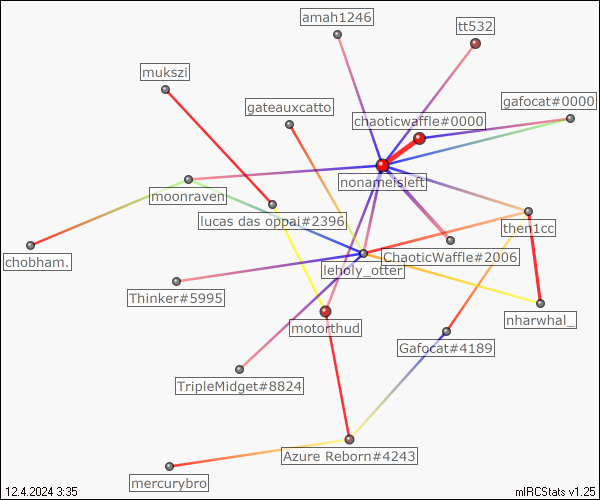 amah1246
tt532
mukszi
gafocat#0000
gateauxcatto
chaoticwaffle#0000
nonameisleft
moonraven
lucas das oppai#2396
then1cc
chobham.
ChaoticWaffle#2006
leholy_otter
Thinker#5995
nharwhal_
motorthud
Gafocat#4189
TripleMidget#8824
Azure Reborn#4243
mercurybro
12.4.2024 3:35
mIRCStats v1.25